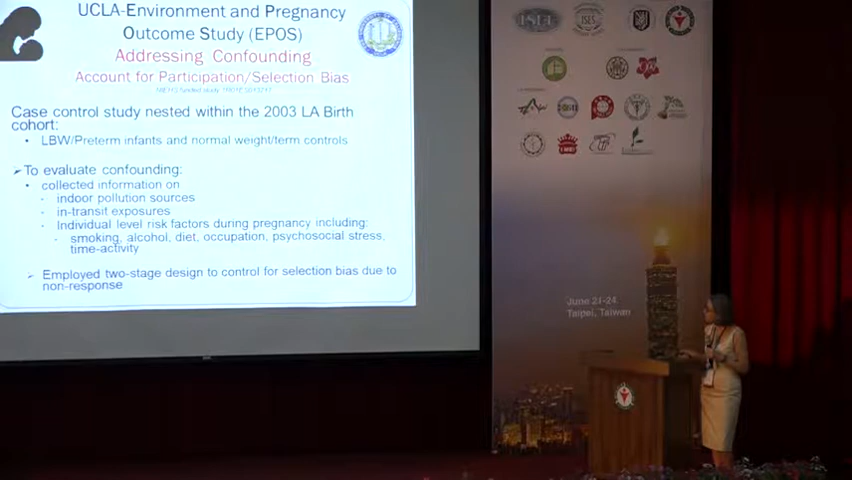 UCLA-Environment and Pregnancy
Outcome Study (EPOS)
Addressing Confounding
Account for Participation/Selection Bias
Case control study nested within the 2003 LA Birth
cohort:
• LBW/Preterm infants and normal weight/term controls
➢To evaluate confounding:
• collected information on
- indoor pollution sources
- in-transit exposures
- Individual level risk factors during pregnancy including:
- smoking, alcohol, diet, occupation, psychosocial stress,
time-activity
➢ Employed two-stage design to control for selection bias due to
non-response
ISEE
ISES
June 21-24,
Taipei, Taiwan